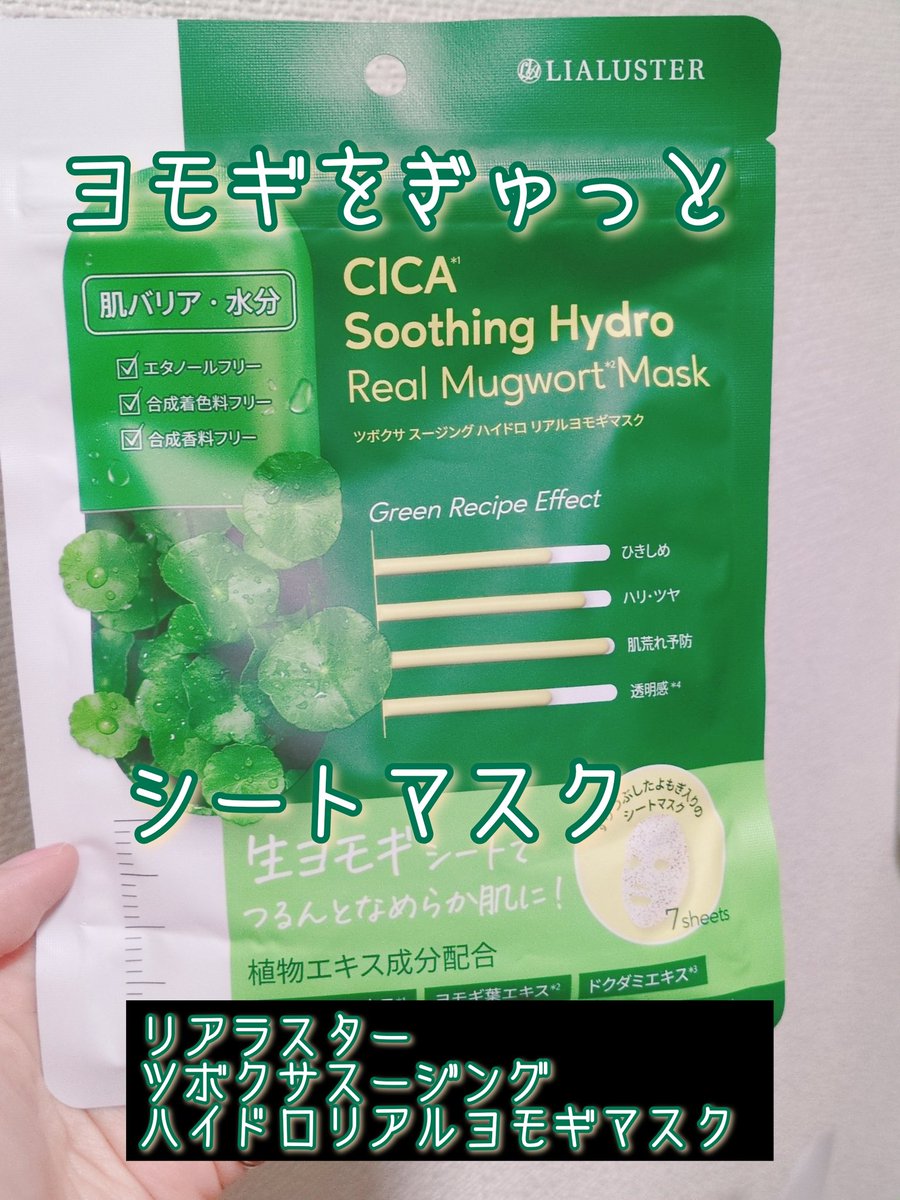 LIALUSTER
ヨモギをぎゅっと
肌バリア・水分
エタノールフリー
合成着色料フリー
合成香料フリー
CICA*1
Soothing Hydro
Real Mugwort*2 Mask
ツボクサ スージング ハイドロ リアルヨモギマスク
Green Recipe Effect
ひきしめ
ハリ・ツヤ
肌荒れ予防
透明感*4
シートマスク
つぶしたよもぎ入りの
シートマスク
7sheets
生ヨモギシートで
つるんとなめらか肌に!
植物エキス成分配合
ヨモギ葉エキス*2
ドクダミエキス*3
リアラスター
ツボクサスージング
ハイドロリアルヨモギマスク